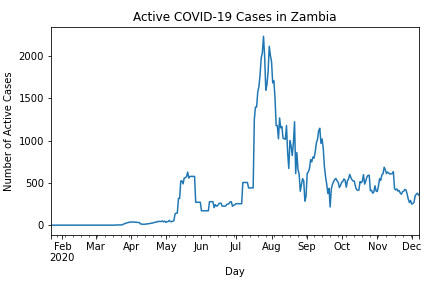 Active COVID-19 Cases in Zambia
Number of Active Cases
2000
1500
1000
500
0
Feb Mar Apr May Jun Jul Aug Sep Oct Nov Dec
2020
Day